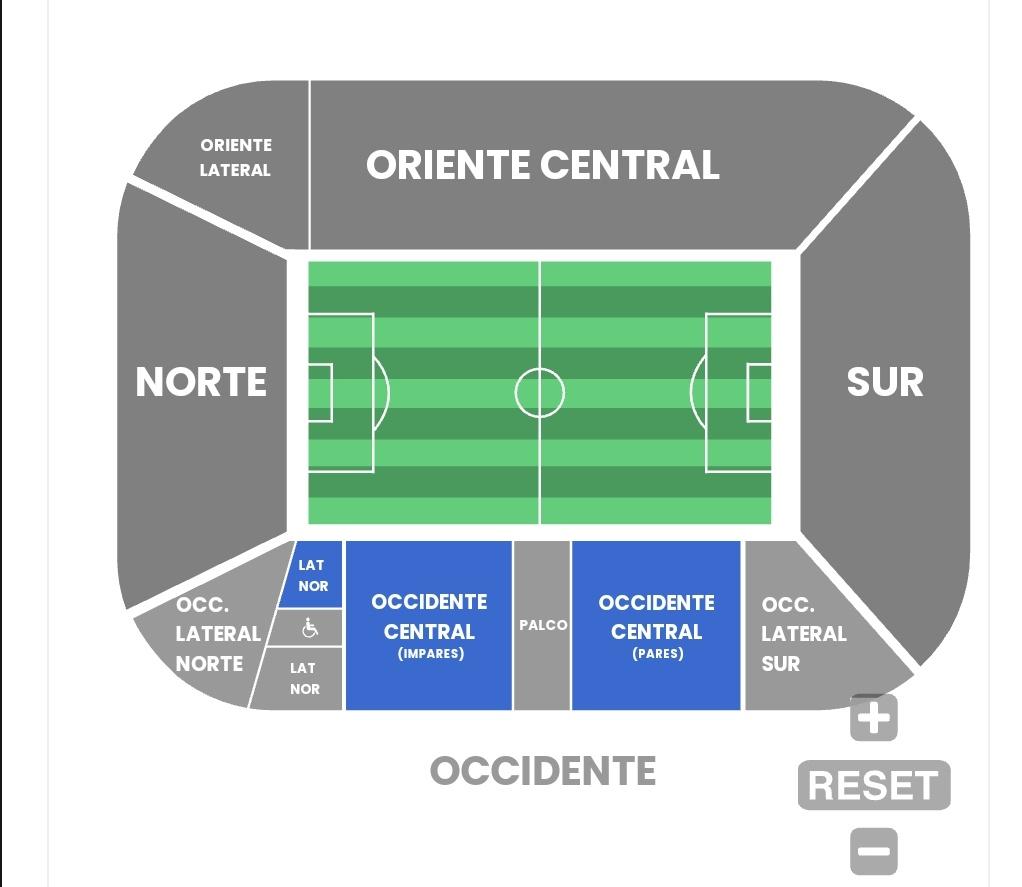 ORIENTE
LATERAL
ORIENTE CENTRAL
NORTE
SUR
LAT
NOR
OCC.
LATERAL
NORTE
LAT
NOR
OCCIDENTE
CENTRAL
(IMPARES)
PALCO
OCCIDENTE
CENTRAL
(PARES)
OCC.
LATERAL
SUR
+
OCCIDENTE
RESET
−